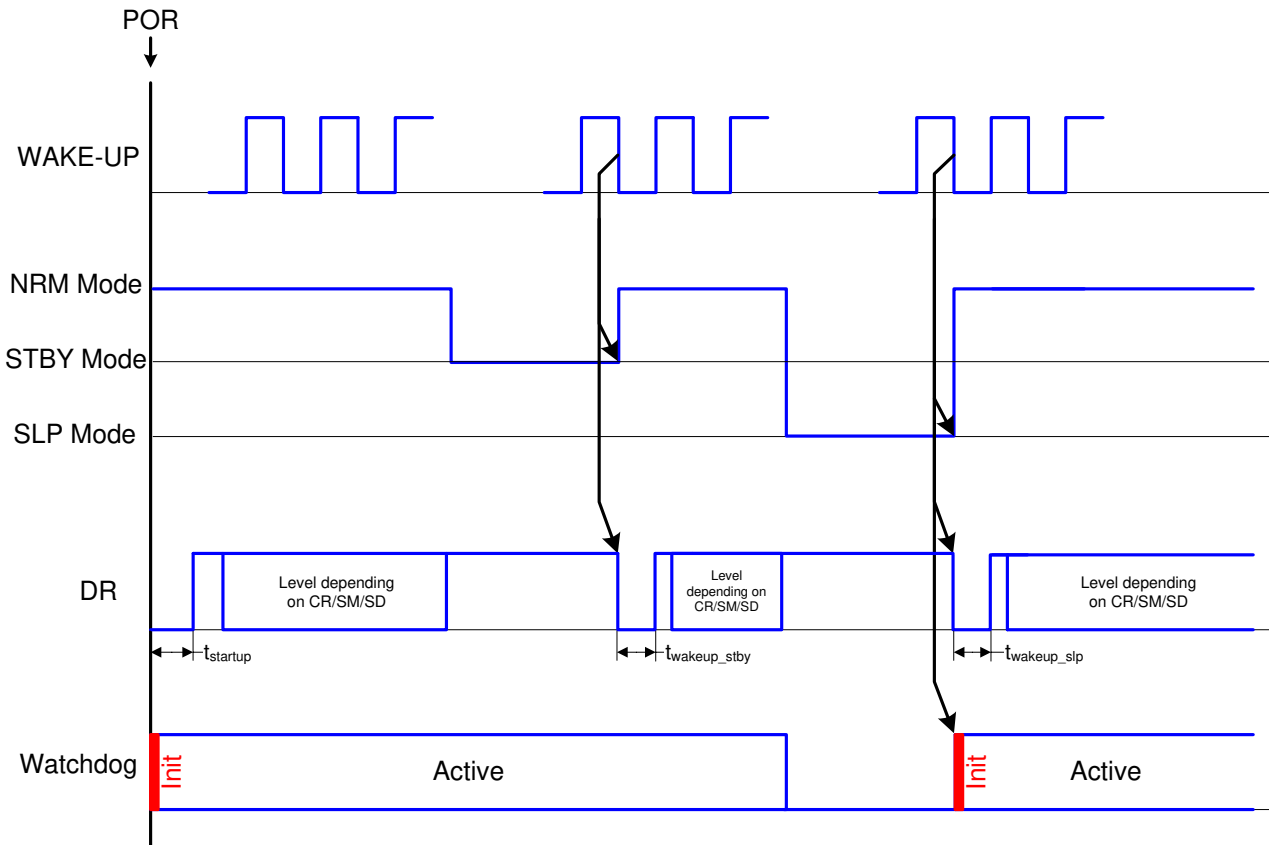 POR
WAKE-UP
NRM Mode
STBY Mode
SLP Mode
DR
Level depending
on CR/SM/SD
Level
depending on
CR/SM/SD
Level depending
on CR/SM/SD
tstartup
twakeup_stby
twakeup_slp
Watchdog
Init
Active
Init
Active